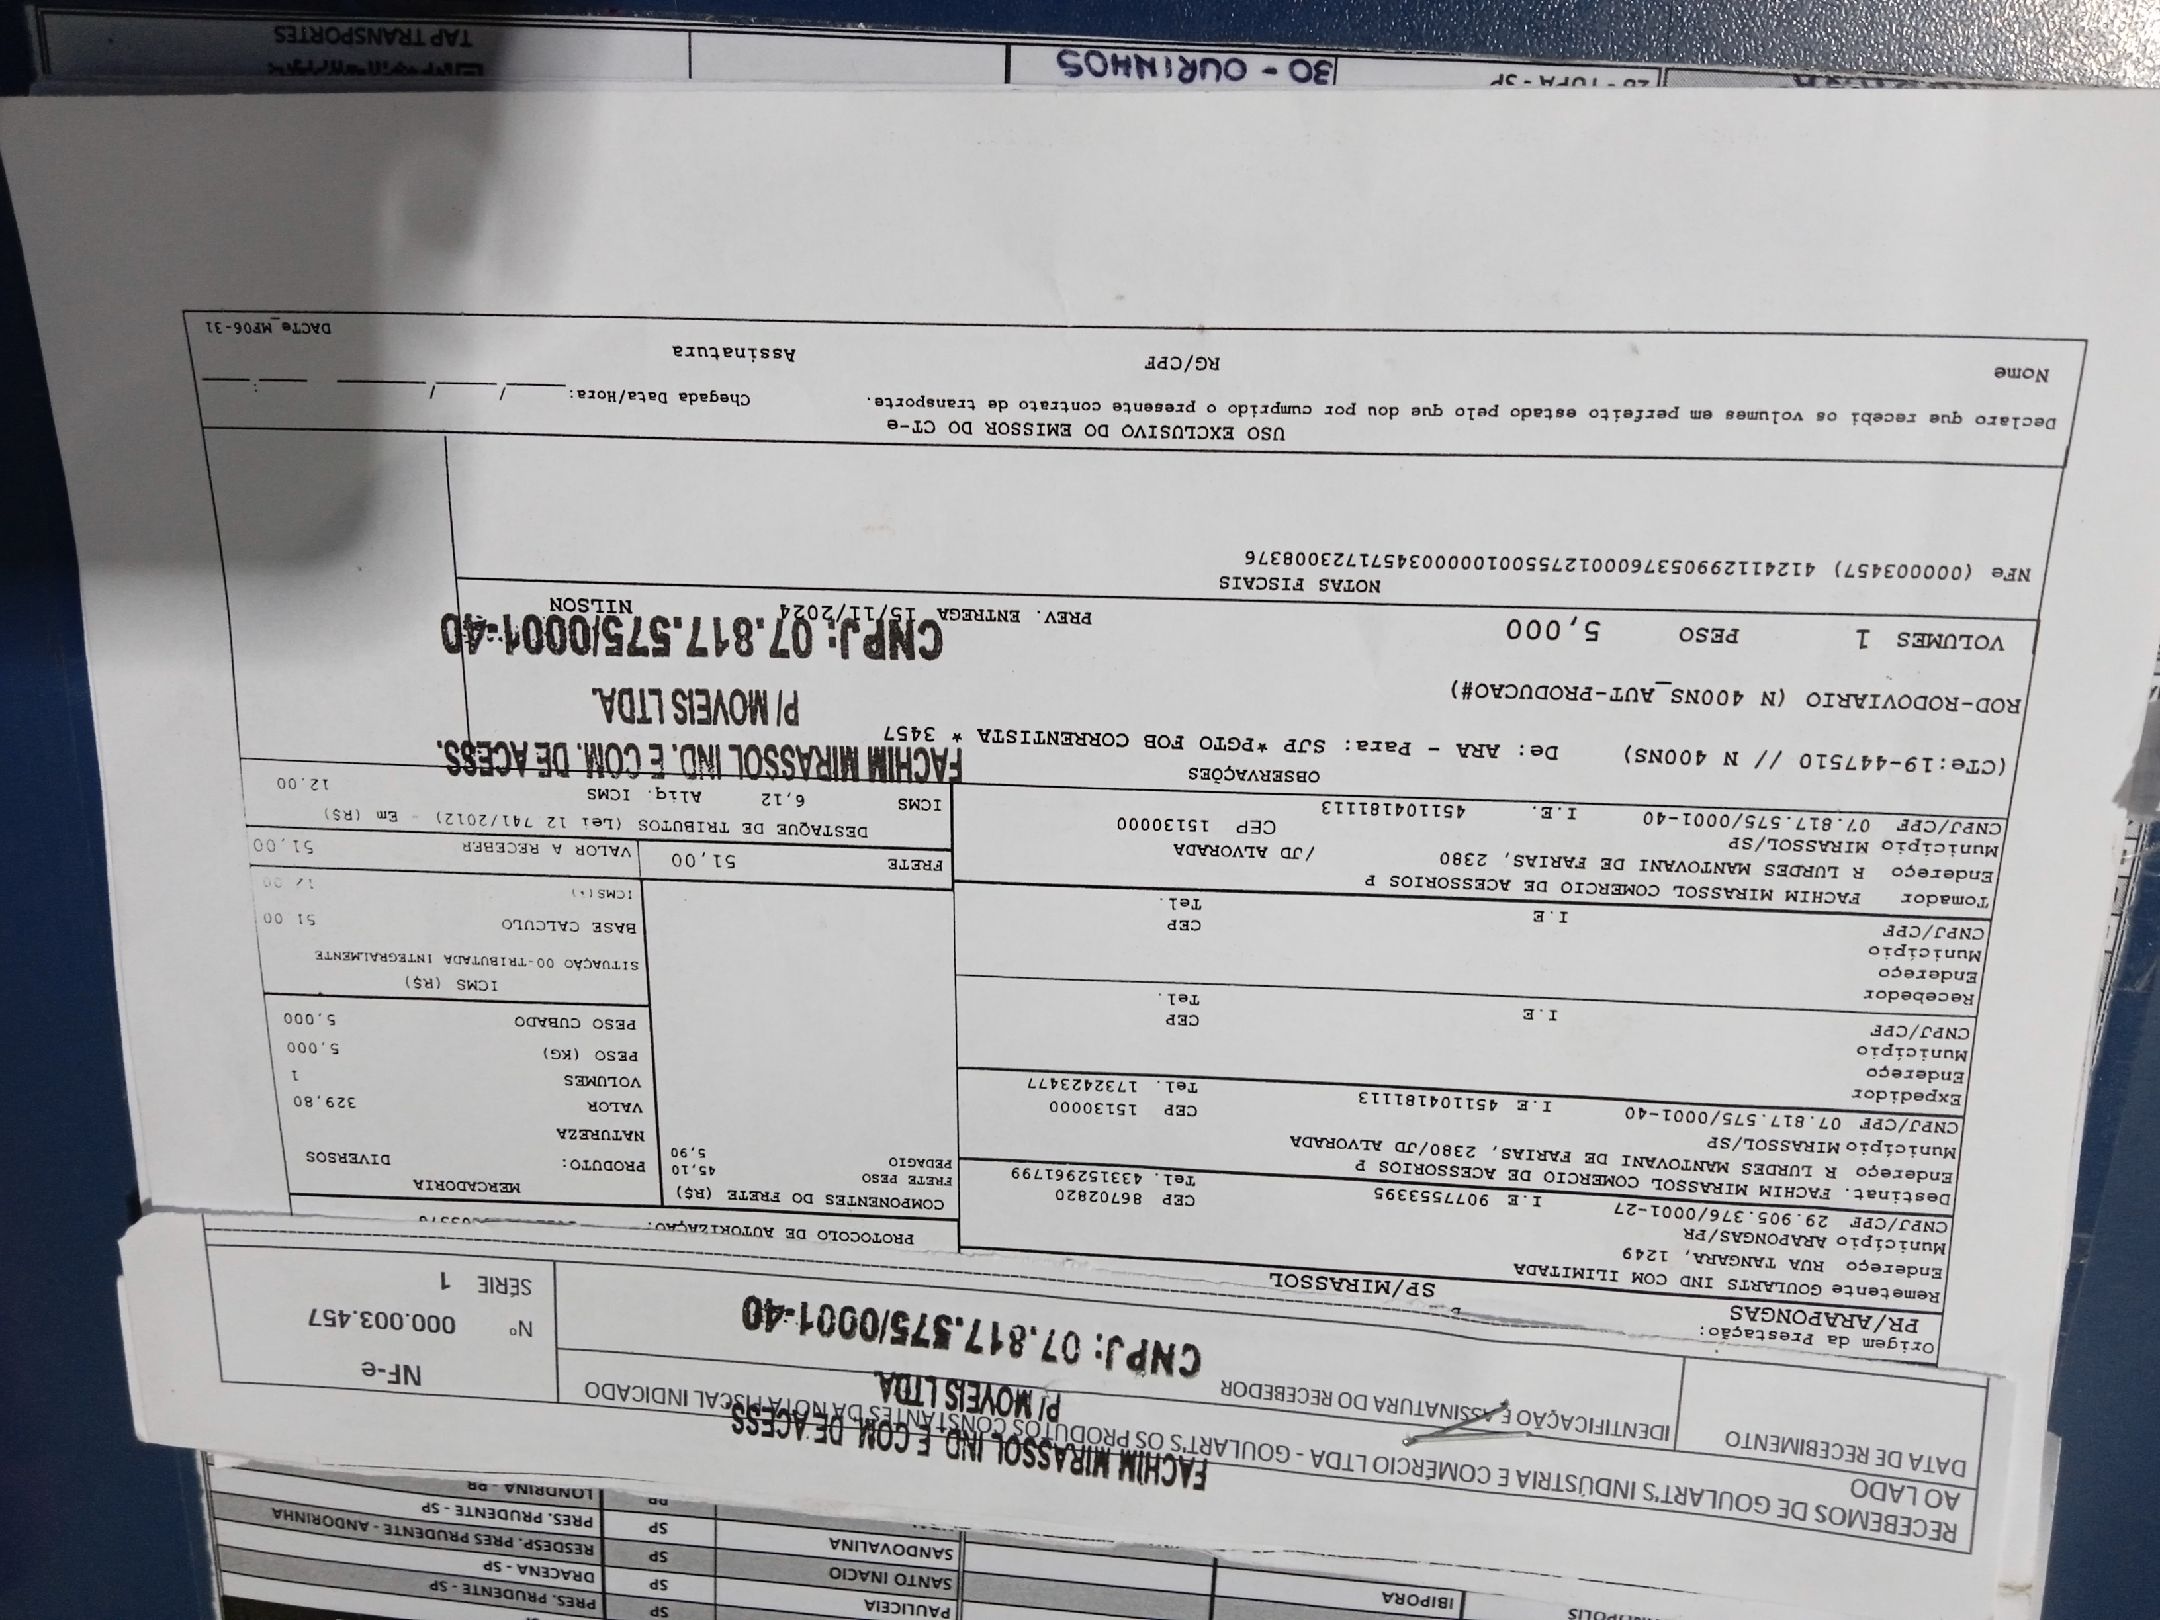 PAULICEIA
SP
PRES. PRUDENTE - SP
IBIPORA
SANTO INACIO
SP
DRACENA - SP
SANDOVALINA
SP
RESDESP. PRES PRUDENTE - ANDORINHA
PRES. PRUDENTE - SP
LONDRINA - PR
RECEBEMOS DE GOULART'S INDÚSTRIA E COMÉRCIO LTDA - GOULART'S OS PRODUTOS CONSTANTES DA NOTA FISCAL INDICADO
AO LADO
DATA DE RECEBIMENTO
IDENTIFICAÇÃO E ASSINATURA DO RECEBEDOR
FACHIM MIRASSOL IND. E COM. DE ACESS
P/ MOVEIS LTDA.
CNPJ: 07.817.575/0001-40
NF-e
Nº 000.003.457
SÉRIE 1
Origem da Prestação:
PR/ARAPONGAS
SP/MIRASSOL
PROTOCOLO DE AUTORIZAÇÃO:
Remetente GOULARTS IND COM ILIMITADA
Endereço RUA TANGARA, 1249
Município ARAPONGAS/PR
CEP 86702820
CNPJ/CPF 29.905.376/0001-27 I.E 9077553395
Tel. 433152961799
Destinat. FACHIM MIRASSOL COMERCIO DE ACESSORIOS P
Endereço R LURDES MANTOVANI DE FARIAS, 2380/JD ALVORADA
Município MIRASSOL/SP
CEP 15130000
CNPJ/CPF 07.817.575/0001-40 I.E 451104181113
Tel. 1732423477
Expedidor
Endereço
Município
CEP
CNPJ/CPF
I.E
Tel.
Recebedor
Endereço
Município
CEP
CNPJ/CPF
I.E
Tel.
Tomador FACHIM MIRASSOL COMERCIO DE ACESSORIOS P
Endereço R LURDES MANTOVANI DE FARIAS, 2380 /JD ALVORADA
Município MIRASSOL/SP
CEP 15130000
CNPJ/CPF 07.817.575/0001-40 I.E. 451104181113
COMPONENTES DO FRETE (R$)
FRETE PESO 45,10
PEDAGIO 5,90
MERCADORIA
PRODUTO: DIVERSOS
NATUREZA
VALOR 329,80
VOLUMES 1
PESO (KG) 5,000
PESO CUBADO 5,000
ICMS (R$)
SITUAÇÃO 00-TRIBUTADA INTEGRALMENTE
BASE CALCULO 51 00
ICMS(%) 12 00
FRETE 51,00
VALOR A RECEBER 51,00
DESTAQUE DE TRIBUTOS (Lei 12 741/2012) - Em (R$)
ICMS 6,12 Aliq. ICMS 12.00
OBSERVAÇÕES
(CTe:19-447510 // N 400NS) De: ARA - Para: SJP *PGTO FOB CORRENTISTA * 3457
ROD-RODOVIARIO (N 400NS_AUT-PRODUCAO#)
FACHIM MIRASSOL IND. E COM. DE ACESS.
P/ MOVEIS LTDA.
CNPJ: 07.817.575/0001-40
VOLUMES 1 PESO 5,000
PREV. ENTREGA 15/11/2024 NILSON
NOTAS FISCAIS
NFe (000003457) 41241129905376000127550010000034571723008376
USO EXCLUSIVO DO EMISSOR DO CT-e
Declaro que recebi os volumes em perfeito estado pelo que dou por cumprido o presente contrato de transporte.
Chegada Data/Hora: ____/____/______ ____:____
Nome
RG/CPF
Assinatura
DACTe_MF06-31
26 - TUPA - SP
30 - OURINHOS
TAP TRANSPORTES